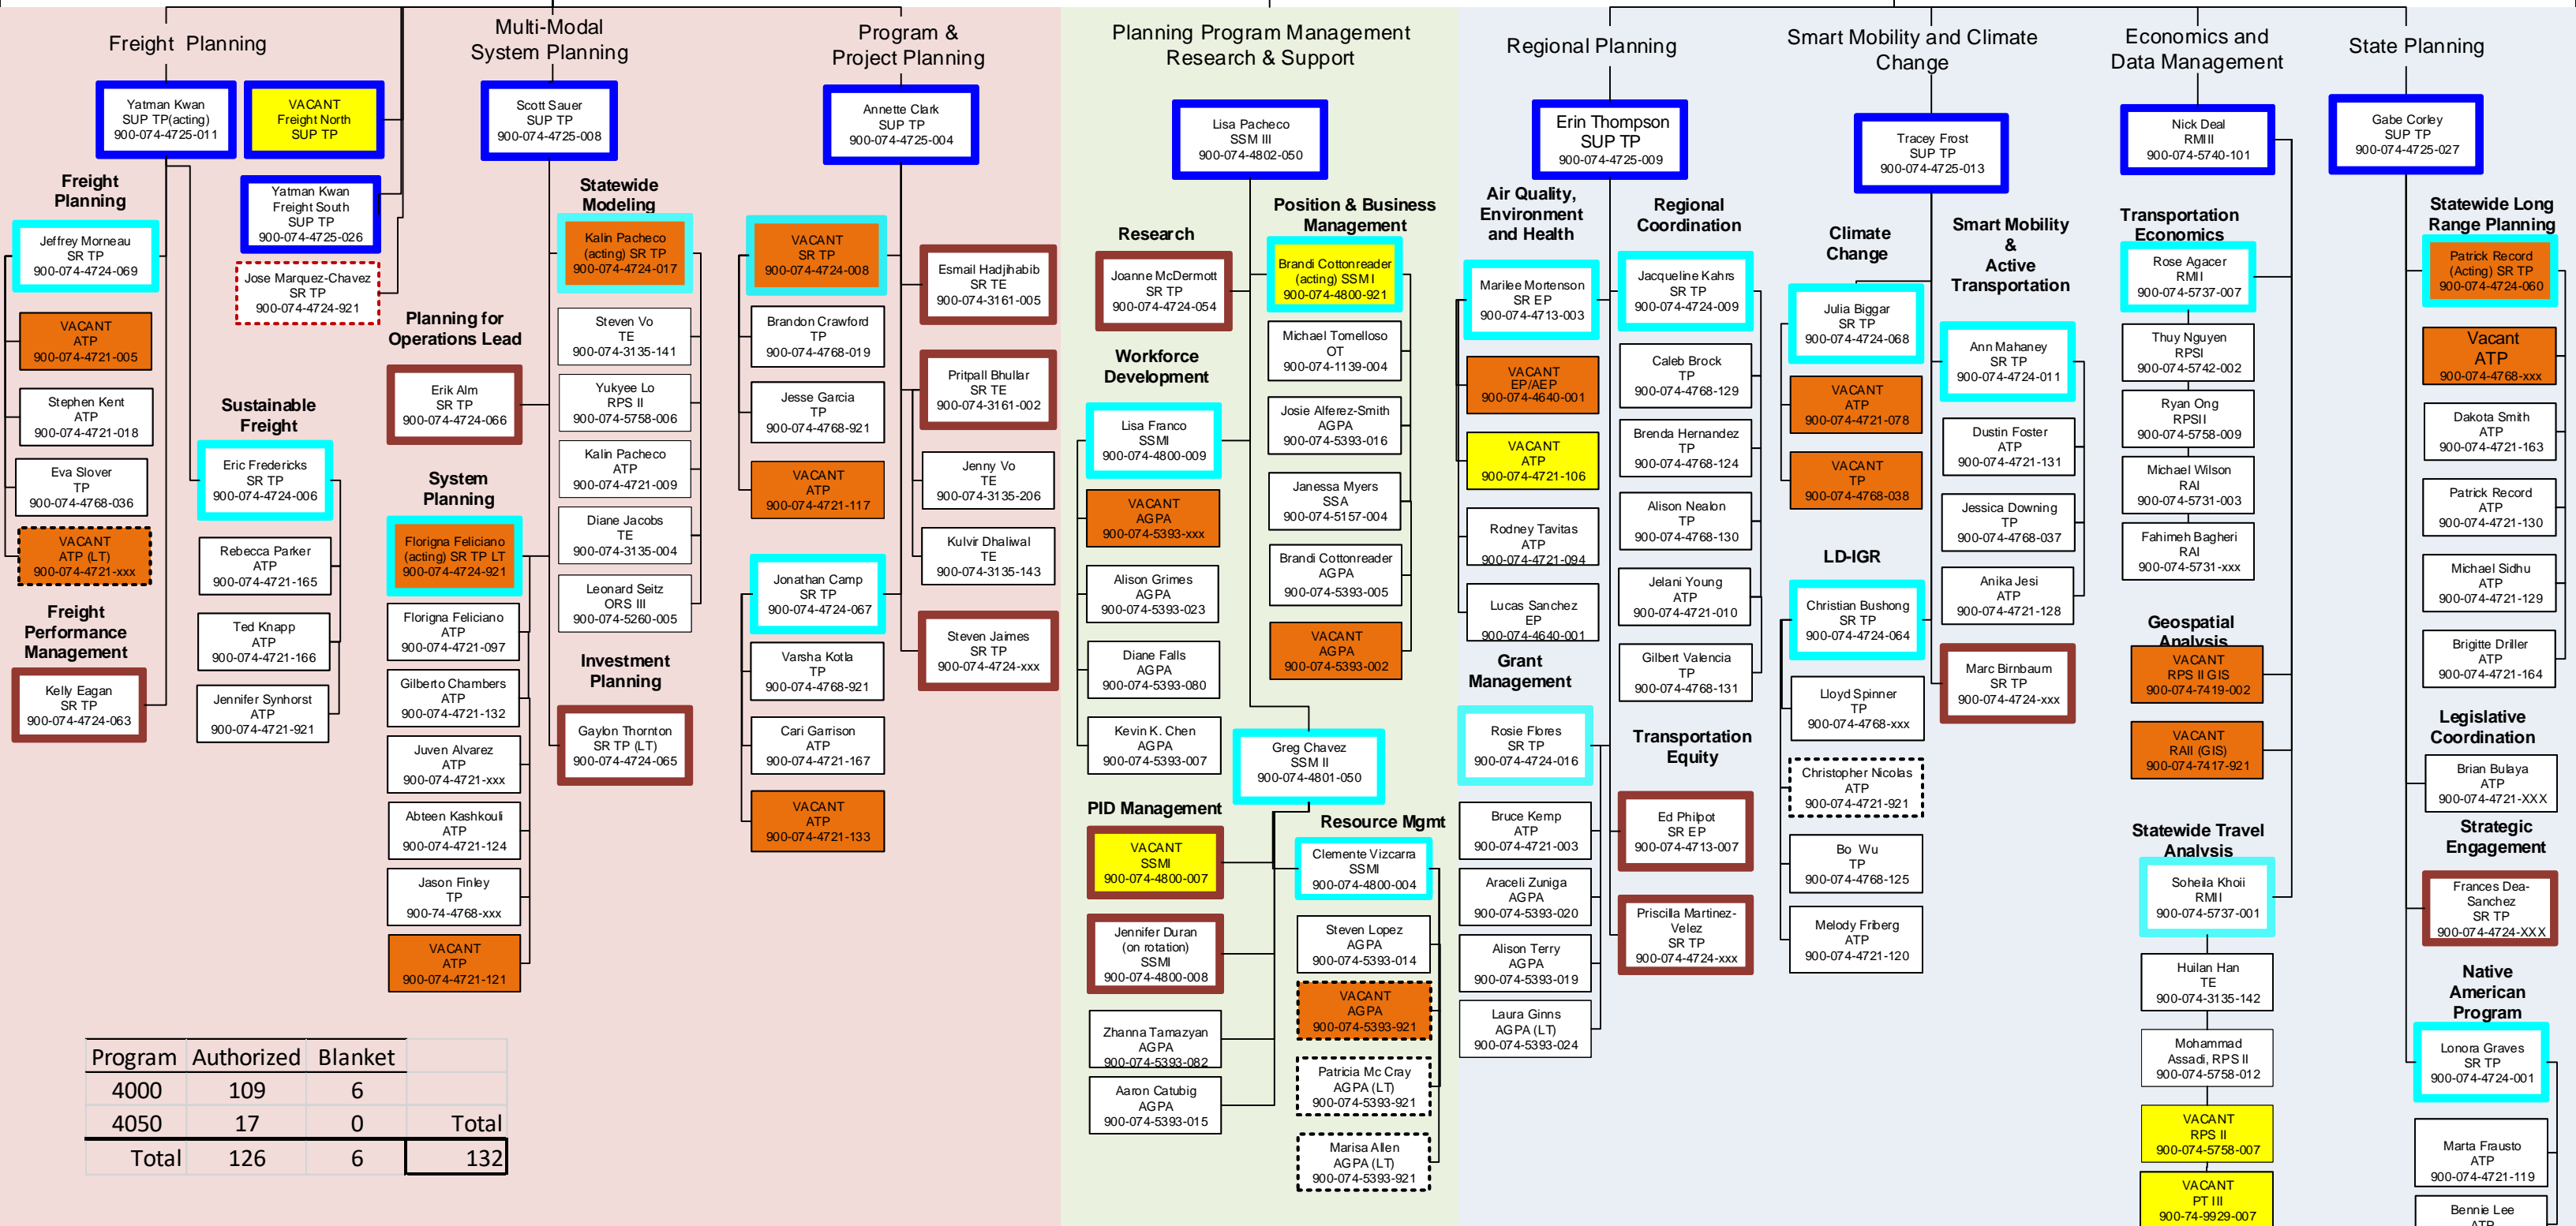 Freight  Planning
Yatman Kwan
SUP TP(acting)
900-074-4725-011
VACANT
Freight North
SUP TP
Yatman Kwan
Freight South
SUP TP
900-074-4725-026
Jose Marquez-Chavez
SR TP
900-074-4724-921
Freight
Planning
Jeffrey Morneau
SR TP
900-074-4724-069
VACANT
ATP
900-074-4721-005
Stephen Kent
ATP
900-074-4721-018
Eva Slover
TP
900-074-4768-036
VACANT
ATP (LT)
900-074-4721-xxx
Freight
Performance
Management
Kelly Eagan
SR TP
900-074-4724-063
Sustainable
Freight
Eric Fredericks
SR TP
900-074-4724-006
Rebecca Parker
ATP
900-074-4721-165
Ted Knapp
ATP
900-074-4721-166
Jennifer Synhorst
ATP
900-074-4721-921
Multi-Modal
System Planning
Scott Sauer
SUP TP
900-074-4725-008
Planning for
Operations Lead
Erik Alm
SR TP
900-074-4724-066
System
Planning
Florigna Feliciano
(acting) SR TP LT
900-074-4724-921
Florigna Feliciano
ATP
900-074-4721-097
Gilberto Chambers
ATP
900-074-4721-132
Juven Alvarez
ATP
900-074-4721-xxx
Abteen Kashkouli
ATP
900-074-4721-124
Jason Finley
TP
900-74-4768-xxx
VACANT
ATP
900-074-4721-121
Statewide
Modeling
Kalin Pacheco
(acting) SR TP
900-074-4724-017
Steven Vo
TE
900-074-3135-141
Yukyee Lo
RPS II
900-074-5758-006
Kalin Pacheco
ATP
900-074-4721-009
Diane Jacobs
TE
900-074-3135-004
Leonard Seitz
ORS III
900-074-5260-005
Investment
Planning
Gaylon Thornton
SR TP (LT)
900-074-4724-065
Program &
Project Planning
Annette Clark
SUP TP
900-074-4725-004
VACANT
SR TP
900-074-4724-008
Brandon Crawford
TP
900-074-4768-019
Jesse Garcia
TP
900-074-4768-921
VACANT
ATP
900-074-4721-117
Jonathan Camp
SR TP
900-074-4724-067
Varsha Kotla
TP
900-074-4768-921
Cari Garrison
ATP
900-074-4721-167
VACANT
ATP
900-074-4721-133
Esmail Hadjihabib
SR TE
900-074-3161-005
Pritpall Bhullar
SR TE
900-074-3161-002
Jenny Vo
TE
900-074-3135-206
Kulvir Dhaliwal
TE
900-074-3135-143
Steven Jaimes
SR TP
900-074-4724-xxx
Program Authorized Blanket
4000 109 6
4050 17 0 Total
Total 126 6 132
Planning Program Management
Research & Support
Lisa Pacheco
SSM III
900-074-4802-050
Research
Joanne McDermott
SR TP
900-074-4724-054
Workforce
Development
Lisa Franco
SSMI
900-074-4800-009
VACANT
AGPA
900-074-5393-xxx
Alison Grimes
AGPA
900-074-5393-023
Diane Falls
AGPA
900-074-5393-080
Kevin K. Chen
AGPA
900-074-5393-007
PID Management
VACANT
SSMI
900-074-4800-007
Jennifer Duran
(on rotation)
SSMI
900-074-4800-008
Zhanna Tamazyan
AGPA
900-074-5393-082
Aaron Catubig
AGPA
900-074-5393-015
Position & Business
Management
Brandi Cottonreader
(acting) SSM I
900-074-4800-921
Michael Tomelloso
OT
900-074-1139-004
Josie Alferez-Smith
AGPA
900-074-5393-016
Janessa Myers
SSA
900-074-5157-004
Brandi Cottonreader
AGPA
900-074-5393-005
VACANT
AGPA
900-074-5393-002
Greg Chavez
SSM II
900-074-4801-050
Resource Mgmt
Clemente Vizcarra
SSMI
900-074-4800-004
Steven Lopez
AGPA
900-074-5393-014
VACANT
AGPA
900-074-5393-921
Patricia Mc Cray
AGPA (LT)
900-074-5393-921
Marisa Allen
AGPA (LT)
900-074-5393-921
Regional Planning
Erin Thompson
SUP TP
900-074-4725-009
Air Quality,
Environment
and Health
Marilee Mortenson
SR EP
900-074-4713-003
VACANT
EP/AEP
900-074-4640-001
VACANT
ATP
900-074-4721-106
Rodney Tavitas
ATP
900-074-4721-094
Lucas Sanchez
EP
900-074-4640-001
Grant
Management
Rosie Flores
SR TP
900-074-4724-016
Bruce Kemp
ATP
900-074-4721-003
Araceli Zuniga
AGPA
900-074-5393-020
Alison Terry
AGPA
900-074-5393-019
Laura Ginns
AGPA (LT)
900-074-5393-024
Regional
Coordination
Jacqueline Kahrs
SR TP
900-074-4724-009
Caleb Brock
TP
900-074-4768-129
Brenda Hernandez
TP
900-074-4768-124
Alison Nealon
TP
900-074-4768-130
Jelani Young
ATP
900-074-4721-010
Gilbert Valencia
TP
900-074-4768-131
Transportation
Equity
Ed Philpot
SR EP
900-074-4713-007
Priscilla Martinez-
Velez
SR TP
900-074-4724-xxx
Smart Mobility and Climate
Change
Tracey Frost
SUP TP
900-074-4725-013
Climate
Change
Julia Biggar
SR TP
900-074-4724-068
VACANT
ATP
900-074-4721-078
VACANT
TP
900-074-4768-038
LD-IGR
Christian Bushong
SR TP
900-074-4724-064
Lloyd Spinner
TP
900-074-4768-xxx
Christopher Nicolas
ATP
900-074-4721-921
Bo  Wu
TP
900-074-4768-125
Melody Friberg
ATP
900-074-4721-120
Smart Mobility
&
Active
Transportation
Ann Mahaney
SR TP
900-074-4724-011
Dustin Foster
ATP
900-074-4721-131
Jessica Downing
TP
900-074-4768-037
Anika Jesi
ATP
900-074-4721-128
Marc Birnbaum
SR TP
900-074-4724-xxx
Economics and
Data Management
Nick Deal
RMIII
900-074-5740-101
Transportation
Economics
Rose Agacer
RMII
900-074-5737-007
Thuy Nguyen
RPSI
900-074-5742-002
Ryan Ong
RPSII
900-074-5758-009
Michael Wilson
RAI
900-074-5731-003
Fahimeh Bagheri
RAI
900-074-5731-xxx
Geospatial
Analysis
VACANT
RPS II GIS
900-074-7419-002
VACANT
RAII (GIS)
900-074-7417-921
Statewide Travel
Analysis
Soheila Khoii
RMII
900-074-5737-001
Huilan Han
TE
900-074-3135-142
Mohammad
Assadi, RPS II
900-074-5758-012
VACANT
RPS II
900-074-5758-007
VACANT
PT III
900-74-9929-007
State Planning
Gabe Corley
SUP TP
900-074-4725-027
Statewide Long
Range Planning
Patrick Record
(Acting) SR TP
900-074-4724-060
Vacant
ATP
900-074-4768-xxx
Dakota Smith
ATP
900-074-4721-163
Patrick Record
ATP
900-074-4721-130
Michael Sidhu
ATP
900-074-4721-129
Brigitte Driller
ATP
900-074-4721-164
Legislative
Coordination
Brian Bulaya
ATP
900-074-4721-XXX
Strategic
Engagement
Frances Dea-
Sanchez
SR TP
900-074-4724-XXX
Native
American
Program
Lonora Graves
SR TP
900-074-4724-001
Marta Frausto
ATP
900-074-4721-119
Bennie Lee
ATP